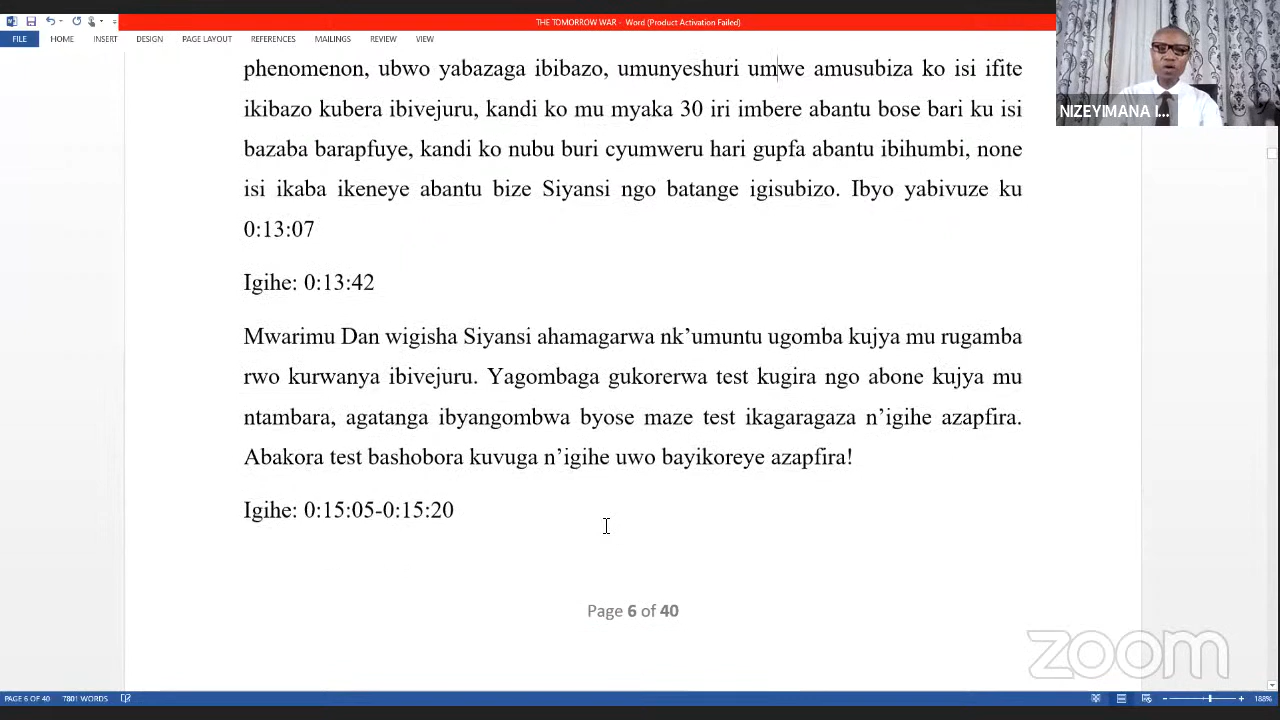 THE TOMORROW WAR - Word (Product Activation Failed)
FILE HOME INSERT DESIGN PAGE LAYOUT REFERENCES MAILINGS REVIEW VIEW
NIZEYIMANA I...
phenomenon, ubwo yabazaga ibibazo, umunyeshuri umwe amusubiza ko isi ifite
ikibazo kubera ibivejuru, kandi ko mu myaka 30 iri imbere abantu bose bari ku isi
bazaba barapfuye, kandi ko nubu buri cyumweru hari gupfa abantu ibihumbi, none
isi ikaba ikeneye abantu bize Siyansi ngo batange igisubizo. Ibyo yabivuze ku
0:13:07
Igihe: 0:13:42
Mwarimu Dan wigisha Siyansi ahamagarwa nk’umuntu ugomba kujya mu rugamba
rwo kurwanya ibivejuru. Yagombaga gukorerwa test kugira ngo abone kujya mu
ntambara, agatanga ibyangombwa byose maze test ikagaragaza n’igihe azapfira.
Abakora test bashobora kuvuga n’igihe uwo bayikoreye azapfira!
Igihe: 0:15:05-0:15:20
Page 6 of 40
zoom
PAGE 6 OF 40 7801 WORDS
188%